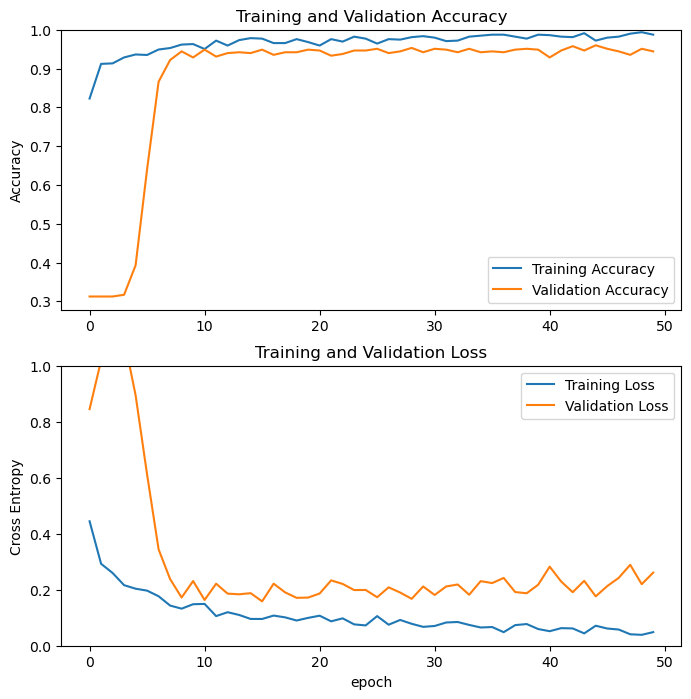 Training and Validation Accuracy
1.0
0.9
0.8
0.7
0.6
0.5
0.4
0.3
Accuracy
Training Accuracy
Validation Accuracy
0 10 20 30 40 50
Training and Validation Loss
1.0
0.8
0.6
0.4
0.2
0.0
Cross Entropy
Training Loss
Validation Loss
0 10 20 30 40 50
epoch